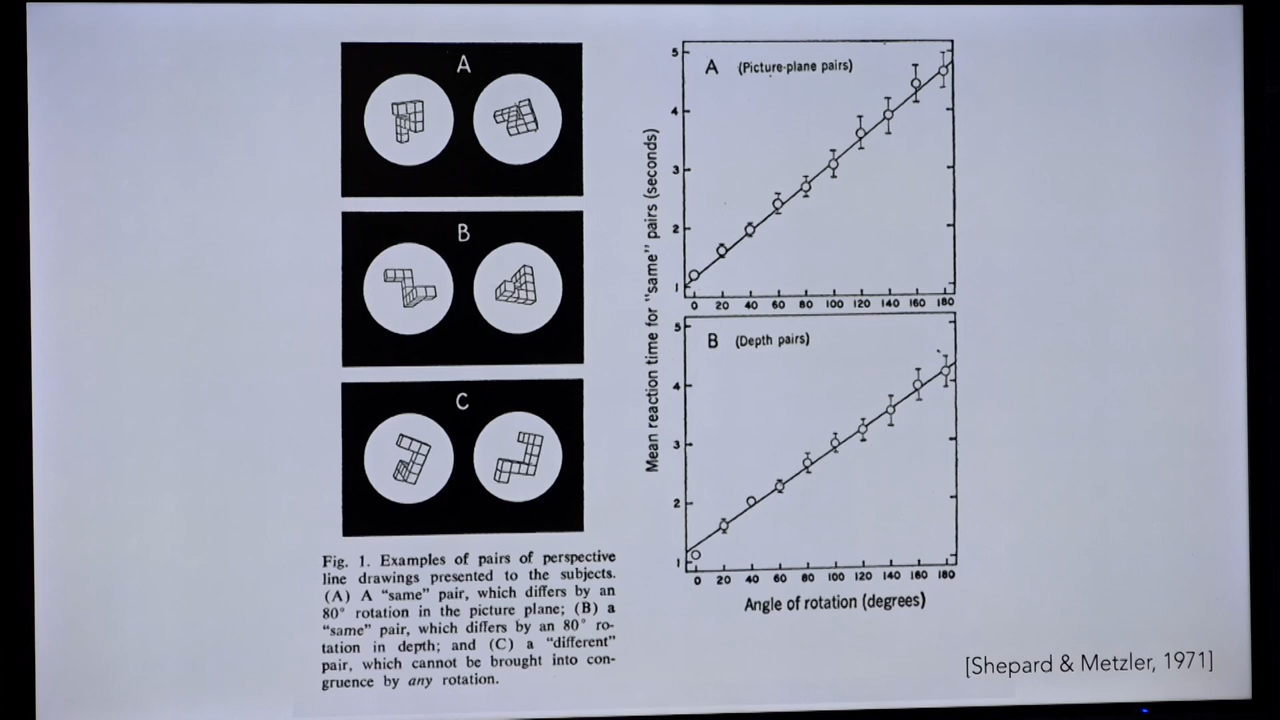 A
B
C
Fig. 1. Examples of pairs of perspective
line drawings presented to the subjects.
(A) A “same” pair, which differs by an
80° rotation in the picture plane; (B) a
“same” pair, which differs by an 80° ro-
tation in depth; and (C) a “different”
pair, which cannot be brought into con-
gruence by any rotation.
Mean reaction time for "same" pairs (seconds)
A (Picture-plane pairs)
5
4
3
2
1
0 20 40 60 80 100 120 140 160 180
B (Depth pairs)
5
4
3
2
1
0 20 40 60 80 100 120 140 160 180
Angle of rotation (degrees)
[Shepard & Metzler, 1971]